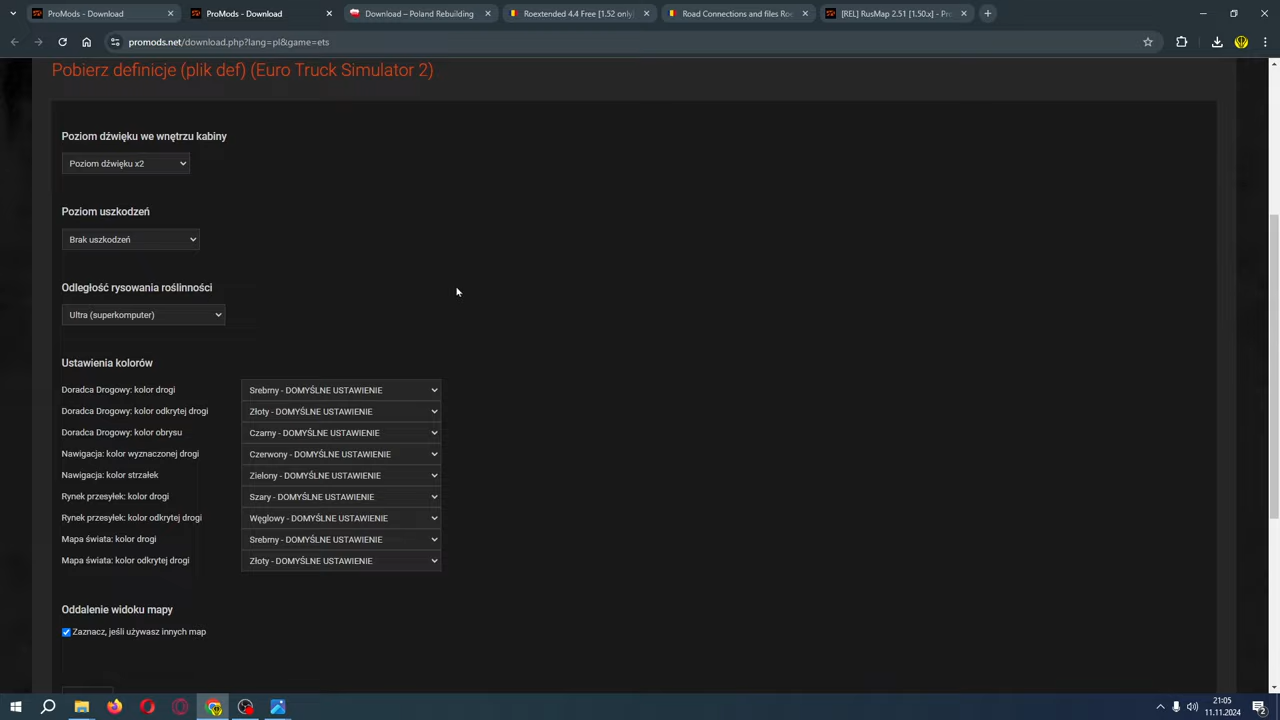 ProMods - Download
ProMods - Download
Download – Poland Rebuilding
Roextended 4.4 Free [1.52 only!
Road Connections and files Roe
[REL] RusMap 2.51 [1.50.x] - Pr
promods.net/download.php?lang=pl&game=ets
Pobierz definicje (plik def) (Euro Truck Simulator 2)
Poziom dźwięku we wnętrzu kabiny
Poziom dźwięku x2
Poziom uszkodzeń
Brak uszkodzeń
Odległość rysowania roślinności
Ultra (superkomputer)
Ustawienia kolorów
Doradca Drogowy: kolor drogi Srebrny - DOMYŚLNE USTAWIENIE
Doradca Drogowy: kolor odkrytej drogi Złoty - DOMYŚLNE USTAWIENIE
Doradca Drogowy: kolor obrysu Czarny - DOMYŚLNE USTAWIENIE
Nawigacja: kolor wyznaczonej drogi Czerwony - DOMYŚLNE USTAWIENIE
Nawigacja: kolor strzałek Zielony - DOMYŚLNE USTAWIENIE
Rynek przesyłek: kolor drogi Szary - DOMYŚLNE USTAWIENIE
Rynek przesyłek: kolor odkrytej drogi Węglowy - DOMYŚLNE USTAWIENIE
Mapa świata: kolor drogi Srebrny - DOMYŚLNE USTAWIENIE
Mapa świata: kolor odkrytej drogi Złoty - DOMYŚLNE USTAWIENIE
Oddalenie widoku mapy
Zaznacz, jeśli używasz innych map
21:05
11.11.2024
2